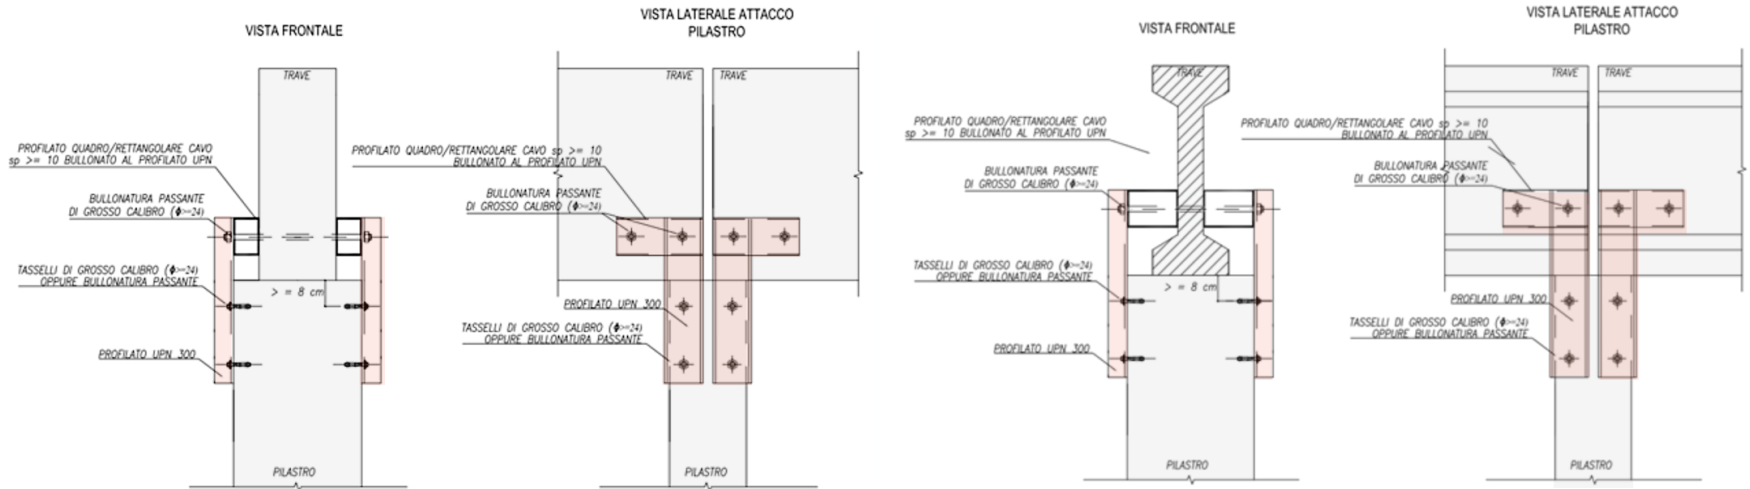 VISTA FRONTALE
TRAVE
PROFILATO QUADRO/RETTANGOLARE CAVO
sp >= 10 BULLONATO AL PROFILATO UPN
BULLONATURA PASSANTE
DI GROSSO CALIBRO (ϕ>=24)
TASSELLI DI GROSSO CALIBRO (ϕ>=24)
OPPURE BULLONATURA PASSANTE
> = 8 cm
PROFILATO UPN 300
PILASTRO
VISTA LATERALE ATTACCO
PILASTRO
TRAVE
TRAVE
PROFILATO QUADRO/RETTANGOLARE CAVO sp >= 10
BULLONATO AL PROFILATO UPN
BULLONATURA PASSANTE
DI GROSSO CALIBRO (ϕ>=24)
PROFILATO UPN 300
TASSELLI DI GROSSO CALIBRO (ϕ>=24)
OPPURE BULLONATURA PASSANTE
PILASTRO
VISTA FRONTALE
TRAVE
PROFILATO QUADRO/RETTANGOLARE CAVO
sp >= 10 BULLONATO AL PROFILATO UPN
BULLONATURA PASSANTE
DI GROSSO CALIBRO (ϕ>=24)
TASSELLI DI GROSSO CALIBRO (ϕ>=24)
OPPURE BULLONATURA PASSANTE
> = 8 cm
PROFILATO UPN 300
PILASTRO
VISTA LATERALE ATTACCO
PILASTRO
TRAVE
TRAVE
PROFILATO QUADRO/RETTANGOLARE CAVO sp >= 10
BULLONATO AL PROFILATO UPN
BULLONATURA PASSANTE
DI GROSSO CALIBRO (ϕ>=24)
PROFILATO UPN 300
TASSELLI DI GROSSO CALIBRO (ϕ>=24)
OPPURE BULLONATURA PASSANTE
PILASTRO